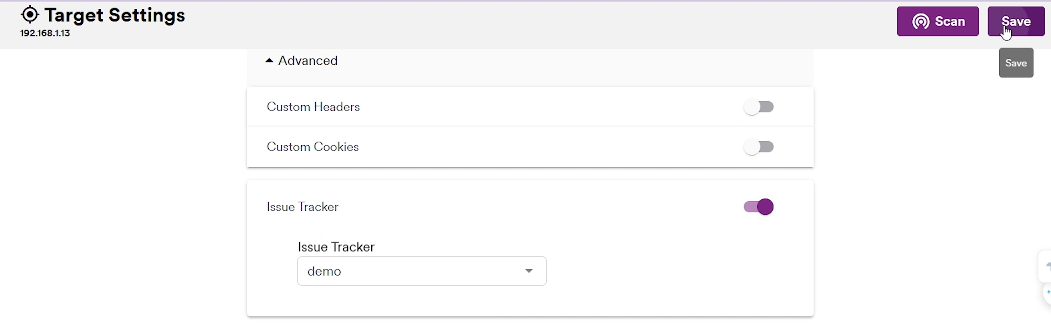 Target Settings
192.168.1.13
Scan
Save
Save
Advanced
Custom Headers
Custom Cookies
Issue Tracker
Issue Tracker
demo